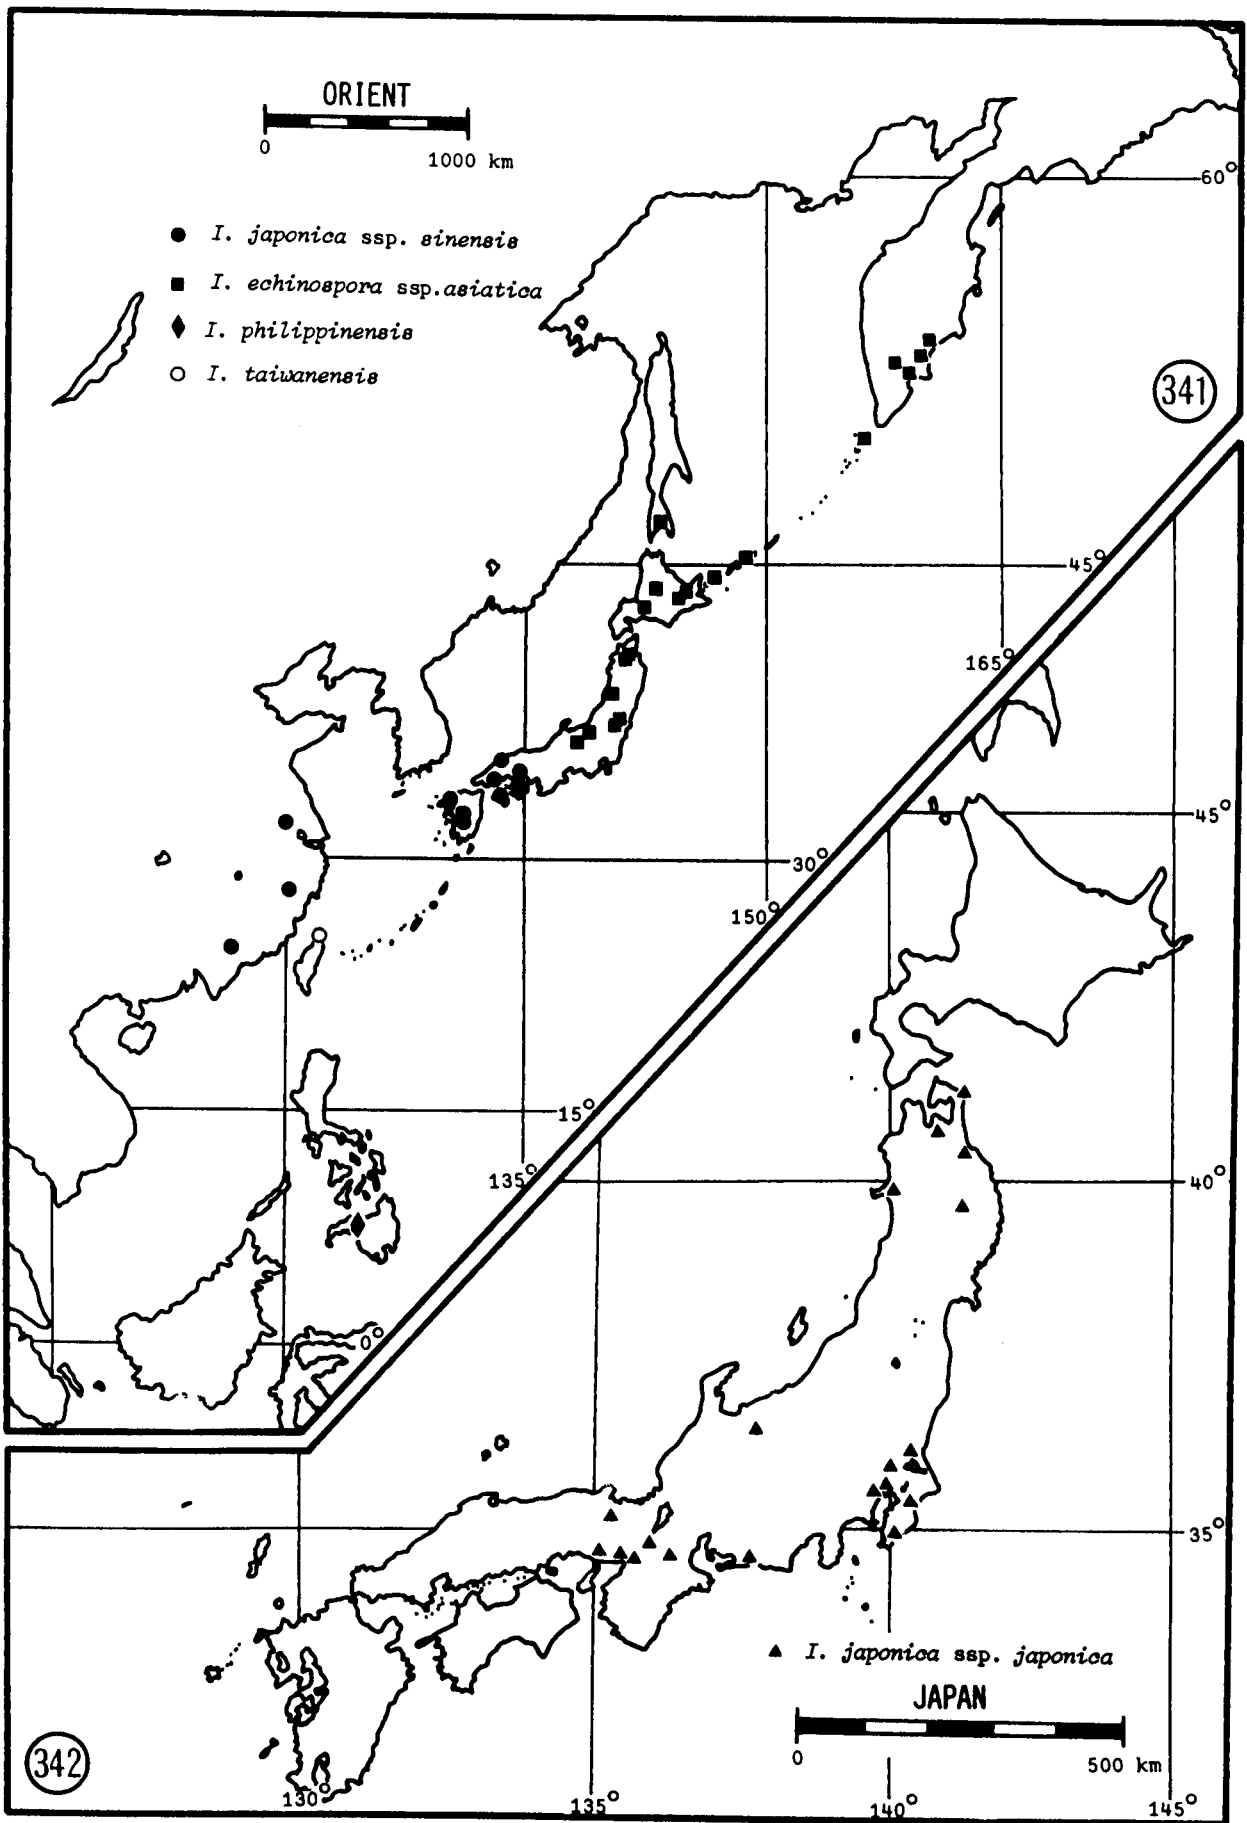 ORIENT
0 1000 km
I. japonica ssp. sinensis
I. echinospora ssp.asiatica
I. philippinensis
I. taiwanensis
60°
341
45°
165°
45°
30°
150°
15°
135°
40°
0°
35°
I. japonica ssp. japonica
JAPAN
0 500 km
342
130°
135°
140°
145°